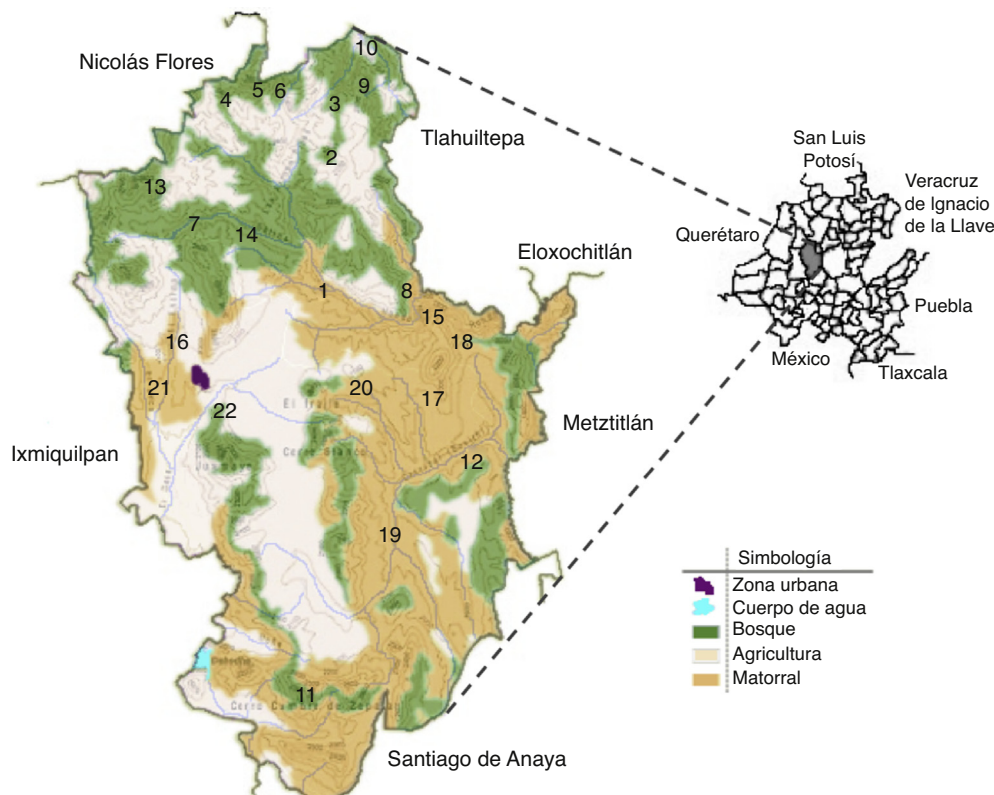 Nicolás Flores
10
5
6
9
4
3
Tlahuiltepa
2
13
7
14
Eloxochitlán
8
1
15
16
18
21
20
17
22
El fraile
Metztitlán
Ixmiquilpan
12
Cerro Blanco
19
11
Santiago de Anaya
San Luis
Potosí
Veracruz
de Ignacio
de la Llave
Querétaro
Puebla
México
Tlaxcala
Simbología
Zona urbana
Cuerpo de agua
Bosque
Agricultura
Matorral